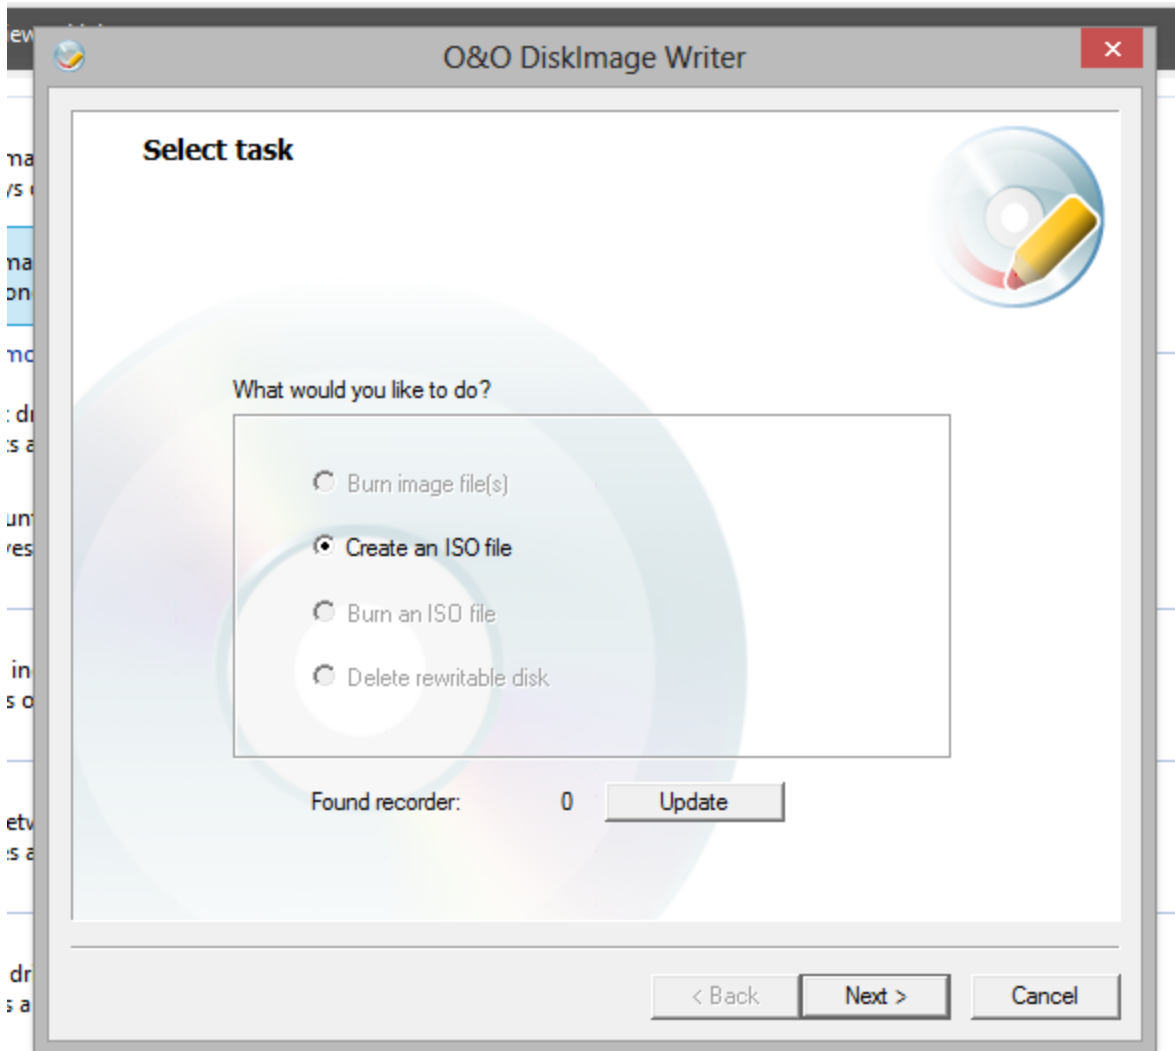 O&O DiskImage Writer
Select task
What would you like to do?
Burn image file(s)
Create an ISO file
Burn an ISO file
Delete rewritable disk
Found recorder: 0 Update
< Back Next > Cancel